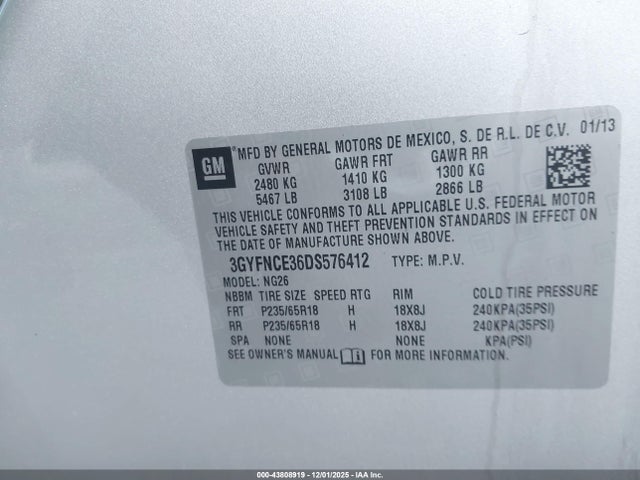 GM
*MFD BY GENERAL MOTORS DE MEXICO, S. DE R.L. DE C.V. 01/13
GVWR GAWR FRT GAWR RR
2480 KG 1410 KG 1300 KG
5467 LB 3108 LB 2866 LB
THIS VEHICLE CONFORMS TO ALL APPLICABLE U.S. FEDERAL MOTOR
VEHICLE SAFETY AND THEFT PREVENTION STANDARDS IN EFFECT ON
THE DATE OF MANUFACTURE SHOWN ABOVE.
3GYFNCE36DS576412 TYPE: M.P.V.
MODEL: NG26
NBBM TIRE SIZE SPEED RTG RIM COLD TIRE PRESSURE
FRT P235/65R18 H 18X8J 240KPA(35PSI)
RR P235/65R18 H 18X8J 240KPA(35PSI)
SPA NONE NONE KPA(PSI)
SEE OWNER'S MANUAL FOR MORE INFORMATION.
000-43808919 - 12/01/2025 - IAA Inc.